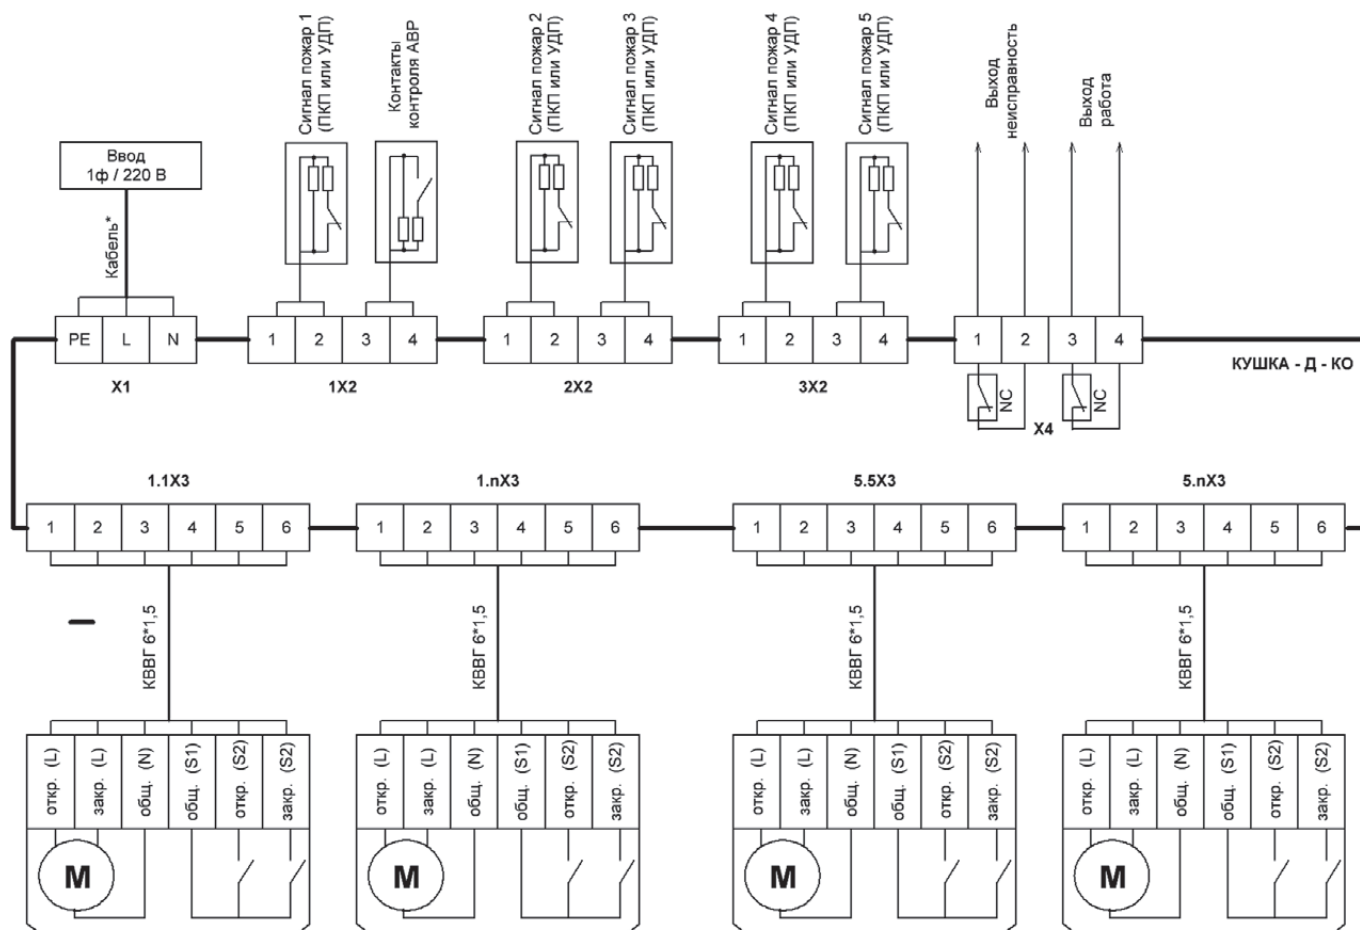 Сигнал пожар 1
(ПКП или УДП)
Контакты
контроля АВР
Сигнал пожар 2
(ПКП или УДП)
Сигнал пожар 3
(ПКП или УДП)
Сигнал пожар 4
(ПКП или УДП)
Сигнал пожар 5
(ПКП или УДП)
Выход
неисправность
Выход
работа
Ввод
1ф / 220 В
Кабель*
PE L N
1 2 3 4
1 2 3 4
1 2 3 4
1 2 3 4
X1
1X2
2X2
3X2
NC
NC
X4
КУШКА - Д - КО
1.1X3
1.nX3
5.5X3
5.nX3
1 2 3 4 5 6
1 2 3 4 5 6
1 2 3 4 5 6
1 2 3 4 5 6
КВВГ 6*1,5
КВВГ 6*1,5
КВВГ 6*1,5
КВВГ 6*1,5
откр. (L)
закр. (L)
общ. (N)
общ. (S1)
откр. (S2)
закр. (S2)
откр. (L)
закр. (L)
общ. (N)
общ. (S1)
откр. (S2)
закр. (S2)
откр. (L)
закр. (L)
общ. (N)
общ. (S1)
откр. (S2)
закр. (S2)
откр. (L)
закр. (L)
общ. (N)
общ. (S1)
откр. (S2)
закр. (S2)
M
M
M
M